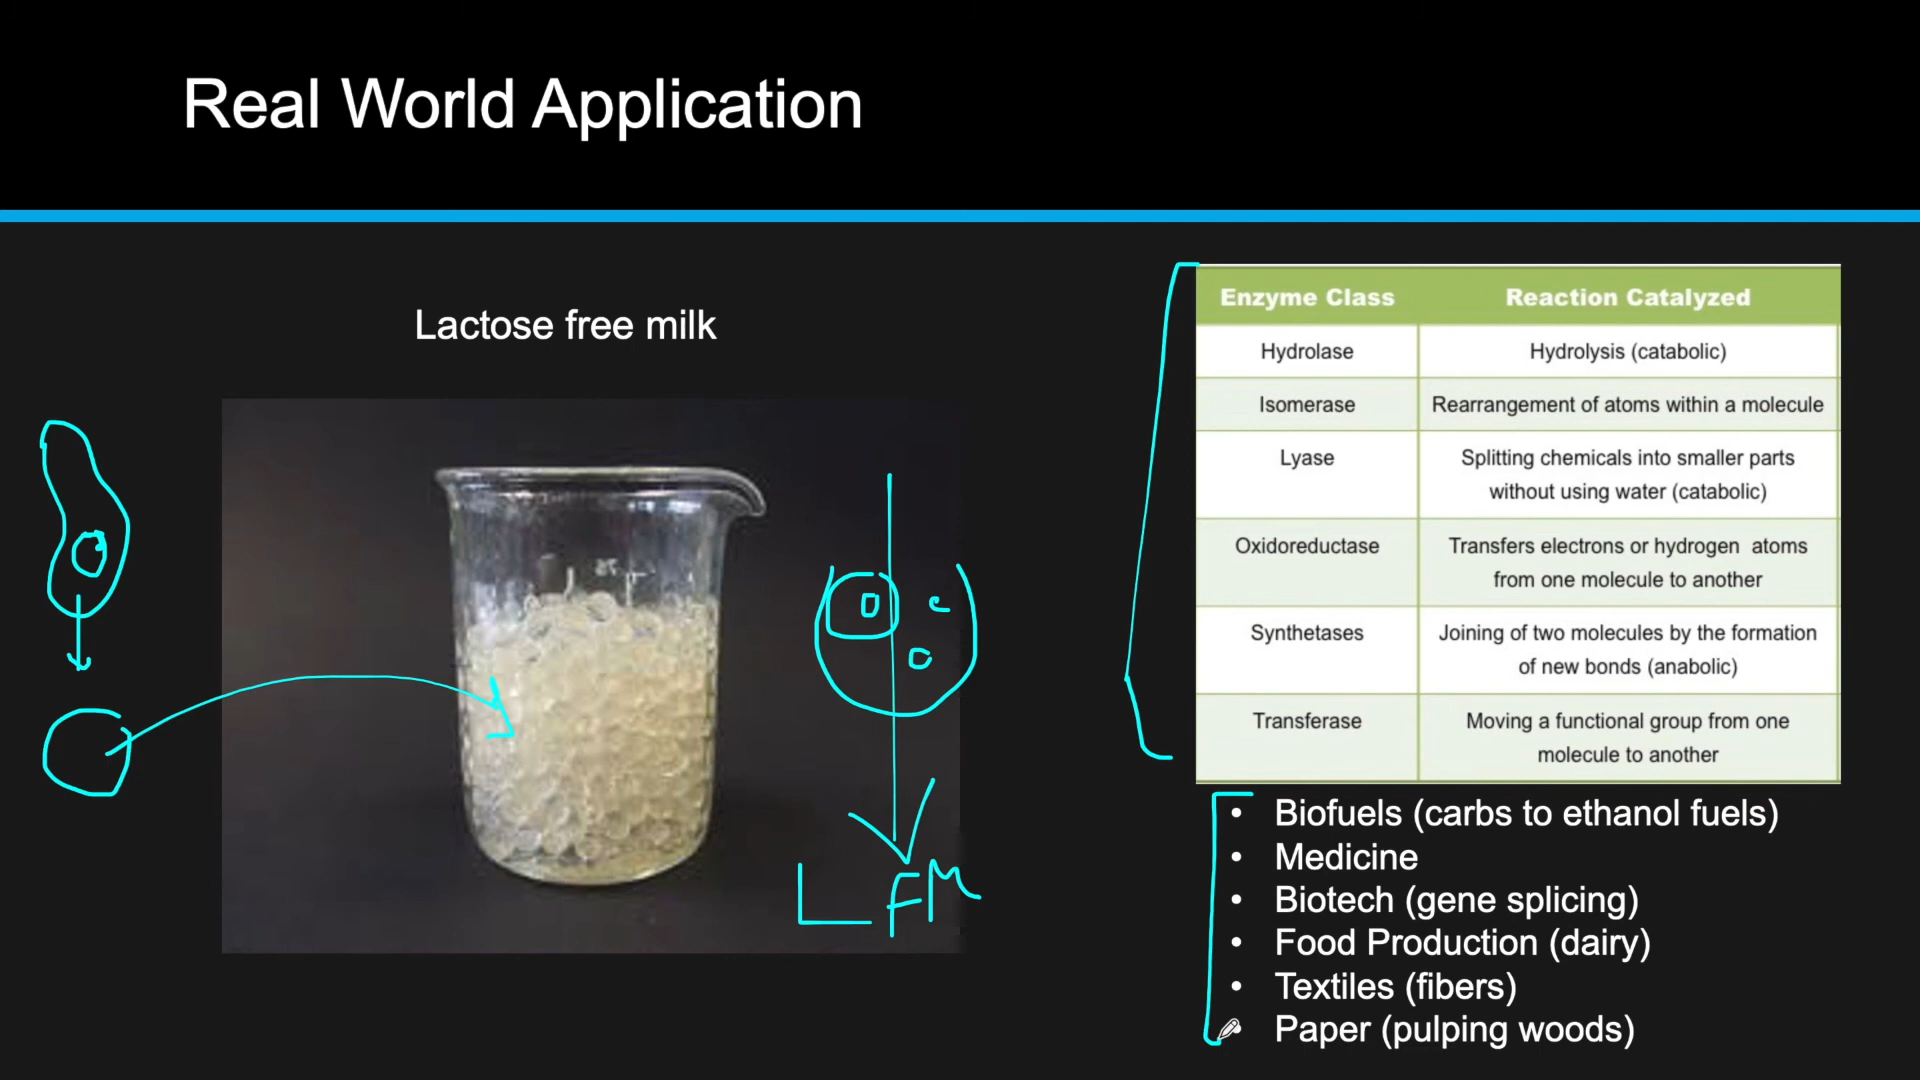 Real World Application
Lactose free milk
LFM
Enzyme Class Reaction Catalyzed
Hydrolase Hydrolysis (catabolic)
Isomerase Rearrangement of atoms within a molecule
Lyase Splitting chemicals into smaller parts
without using water (catabolic)
Oxidoreductase Transfers electrons or hydrogen atoms
from one molecule to another
Synthetases Joining of two molecules by the formation
of new bonds (anabolic)
Transferase Moving a functional group from one
molecule to another
• Biofuels (carbs to ethanol fuels)
• Medicine
• Biotech (gene splicing)
• Food Production (dairy)
• Textiles (fibers)
Paper (pulping woods)